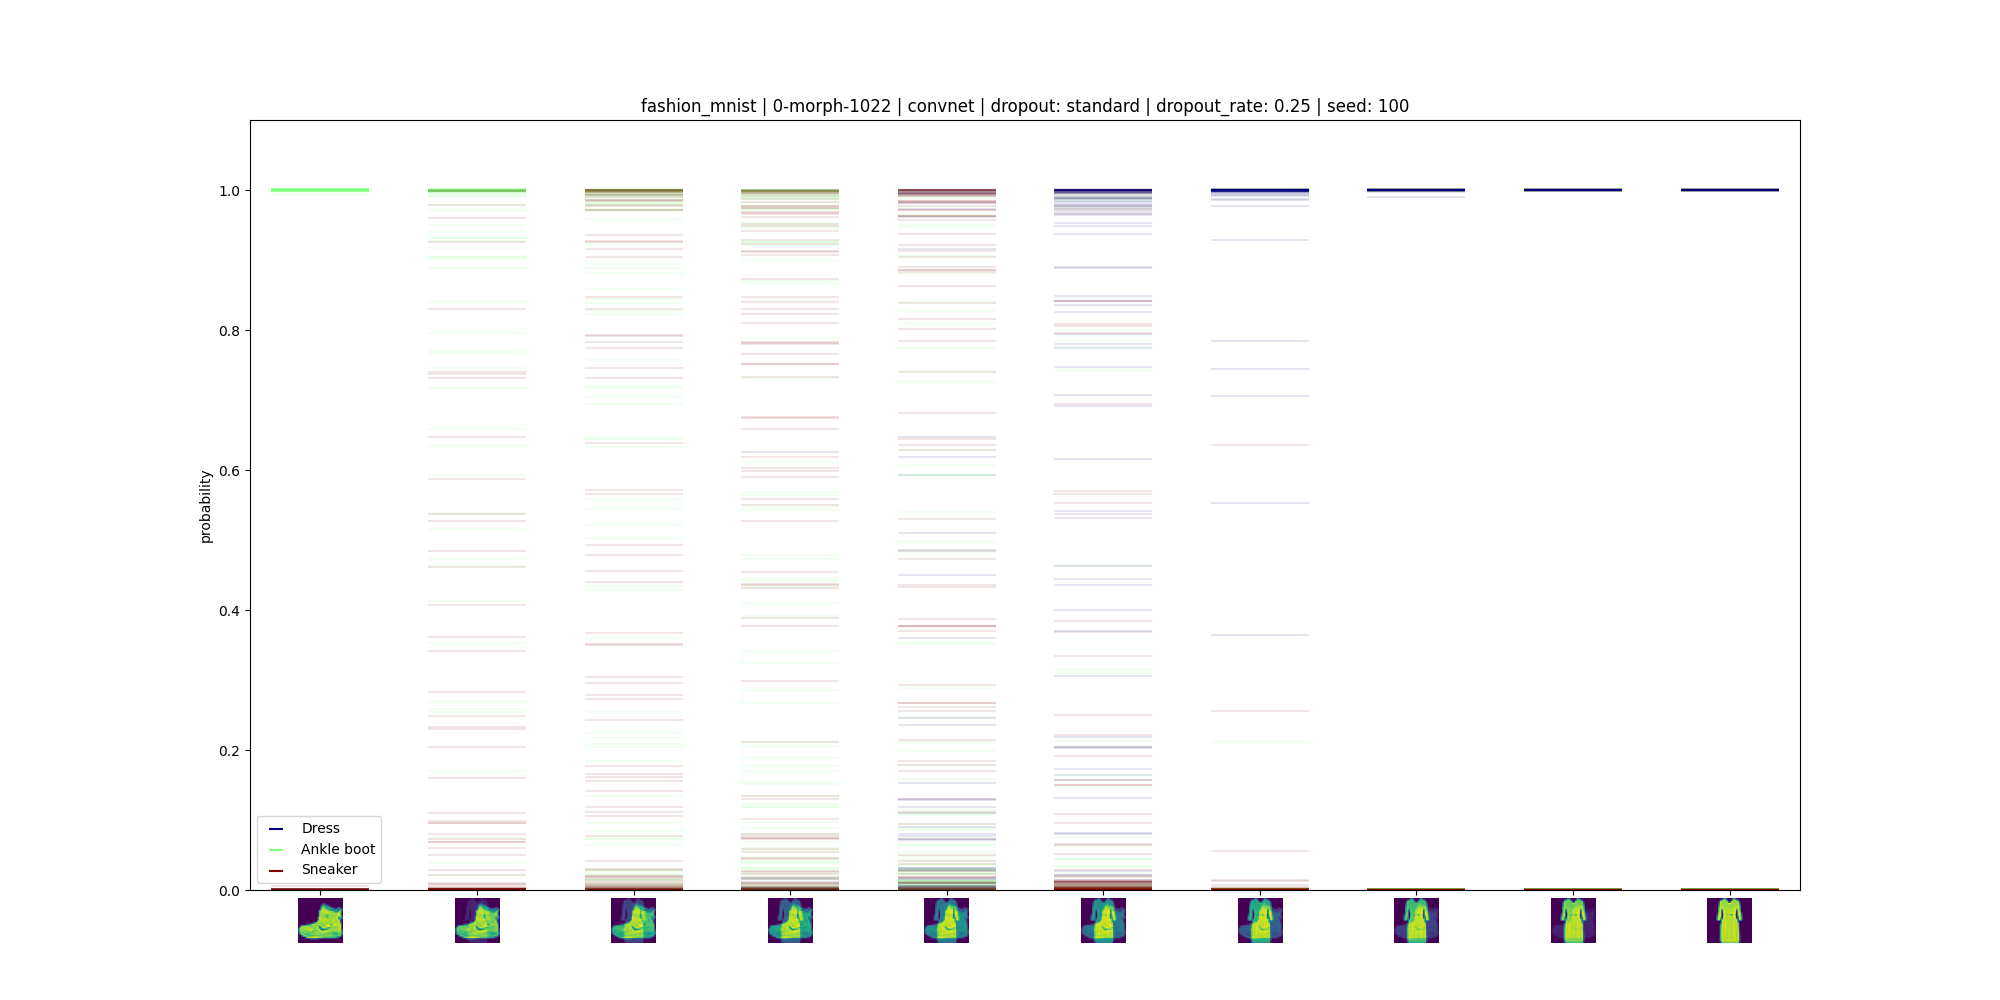 fashion_mnist | 0-morph-1022 | convnet | dropout: standard | dropout_rate: 0.25 | seed: 100
probability
1.0
0.8
0.6
0.4
0.2
0.0
Dress
Ankle boot
Sneaker